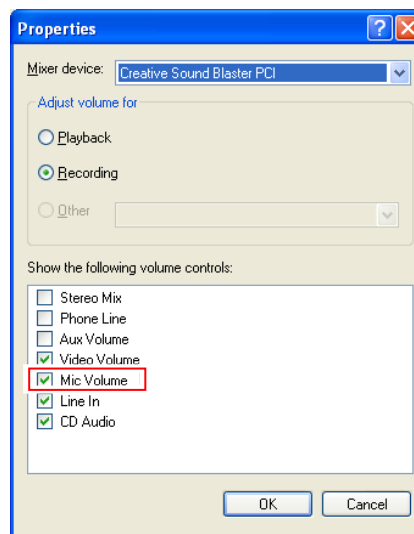 Properties
Mixer device: Creative Sound Blaster PCI
Adjust volume for
Playback
Recording
Other
Show the following volume controls:
Stereo Mix
Phone Line
Aux Volume
Video Volume
Mic Volume
Line In
CD Audio
OK Cancel